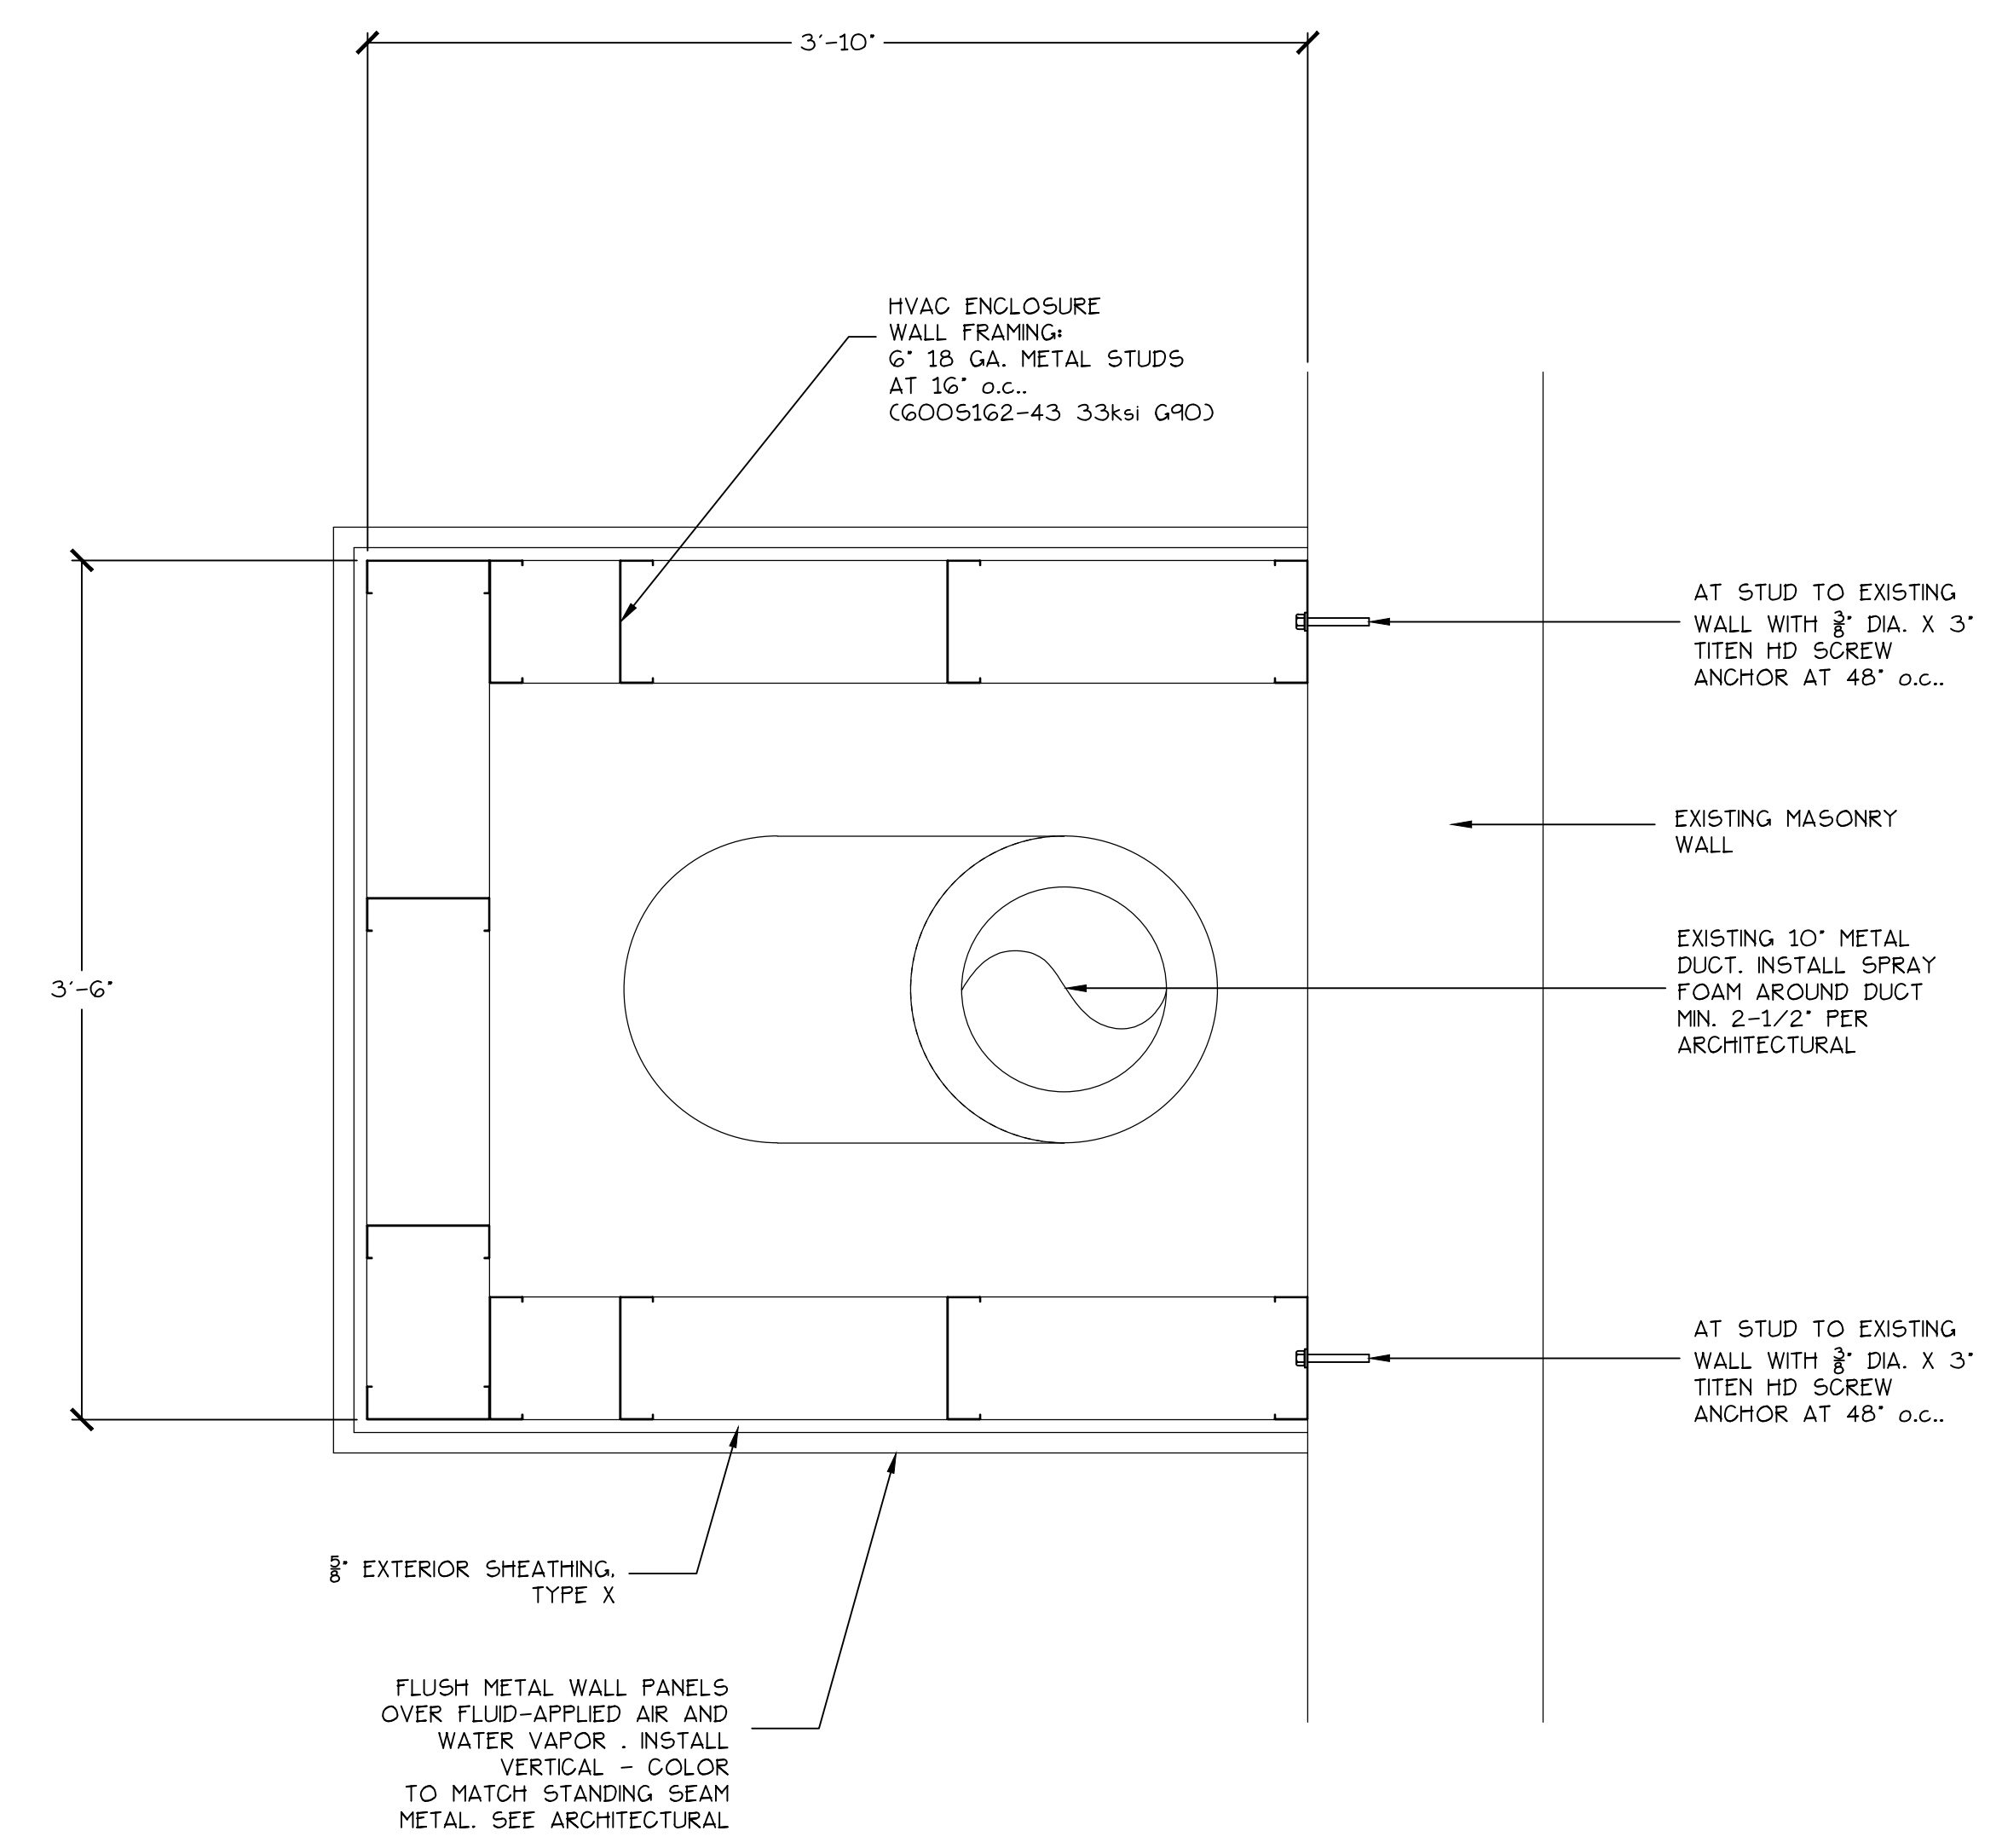 3'-10"
HVAC ENCLOSURE
WALL FRAMING:
6" 18 GA. METAL STUDS
AT 16" o.c..
(600S162-43 33ksi G90)
AT STUD TO EXISTING
WALL WITH 3/8" DIA. X 3"
TITEN HD SCREW
ANCHOR AT 48" o.c..
EXISTING MASONRY
WALL
EXISTING 10" METAL
DUCT. INSTALL SPRAY
FOAM AROUND DUCT
MIN. 2-1/2" PER
ARCHITECTURAL
3'-6"
AT STUD TO EXISTING
WALL WITH 3/8" DIA. X 3"
TITEN HD SCREW
ANCHOR AT 48" o.c..
5/8" EXTERIOR SHEATHING,
TYPE X
FLUSH METAL WALL PANELS
OVER FLUID-APPLIED AIR AND
WATER VAPOR . INSTALL
VERTICAL - COLOR
TO MATCH STANDING SEAM
METAL. SEE ARCHITECTURAL